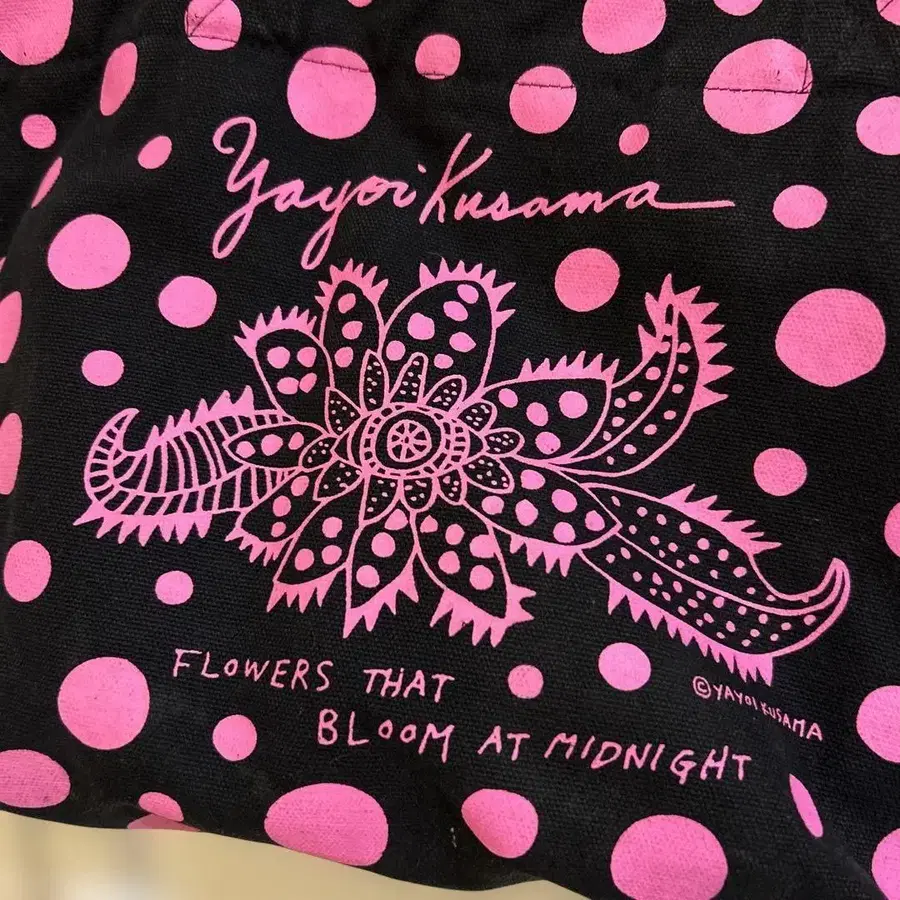 Yayoi Kusama
FLOWERS THAT
BLOOM AT MIDNIGHT
©YAYOI KUSAMA